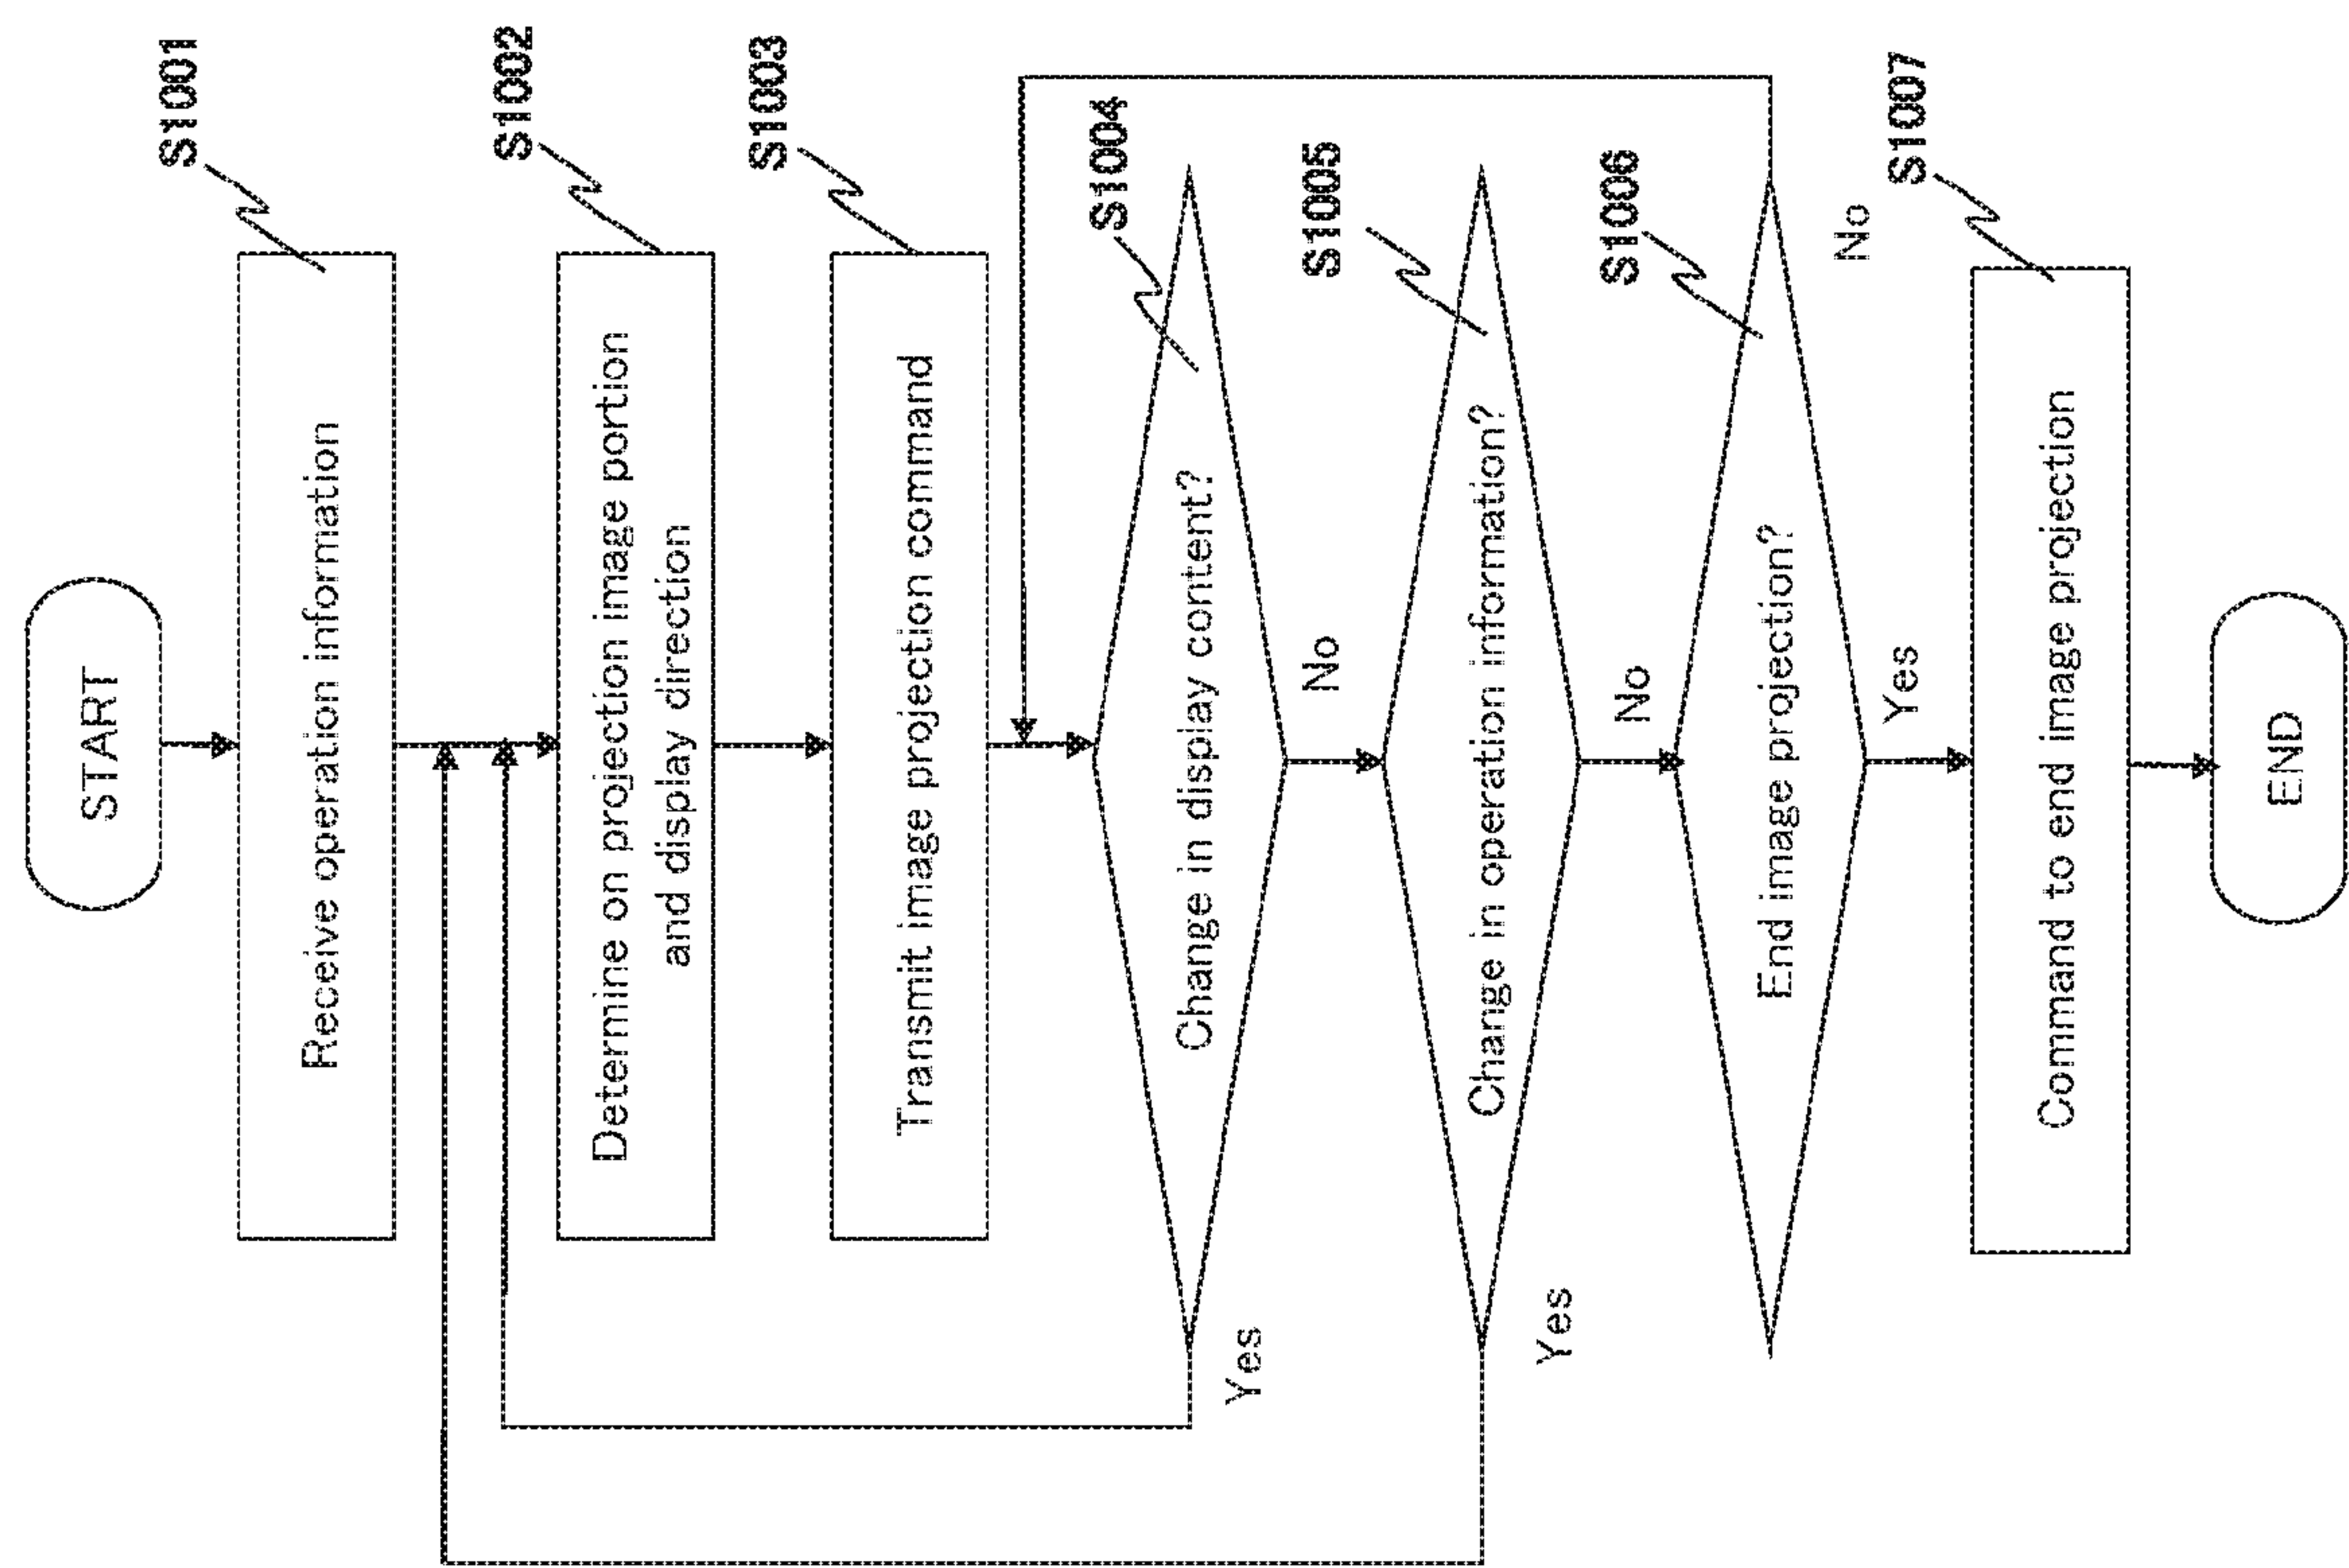 START
S1001
Receive operation information
S1002
Determine on projection image portion
and display direction
S1003
Transmit image projection command
S1004
Change in display content?
Yes
No
S1005
Change in operation information?
Yes
No
S1006
End image projection?
No
Yes
S1007
Command to end image projection
END